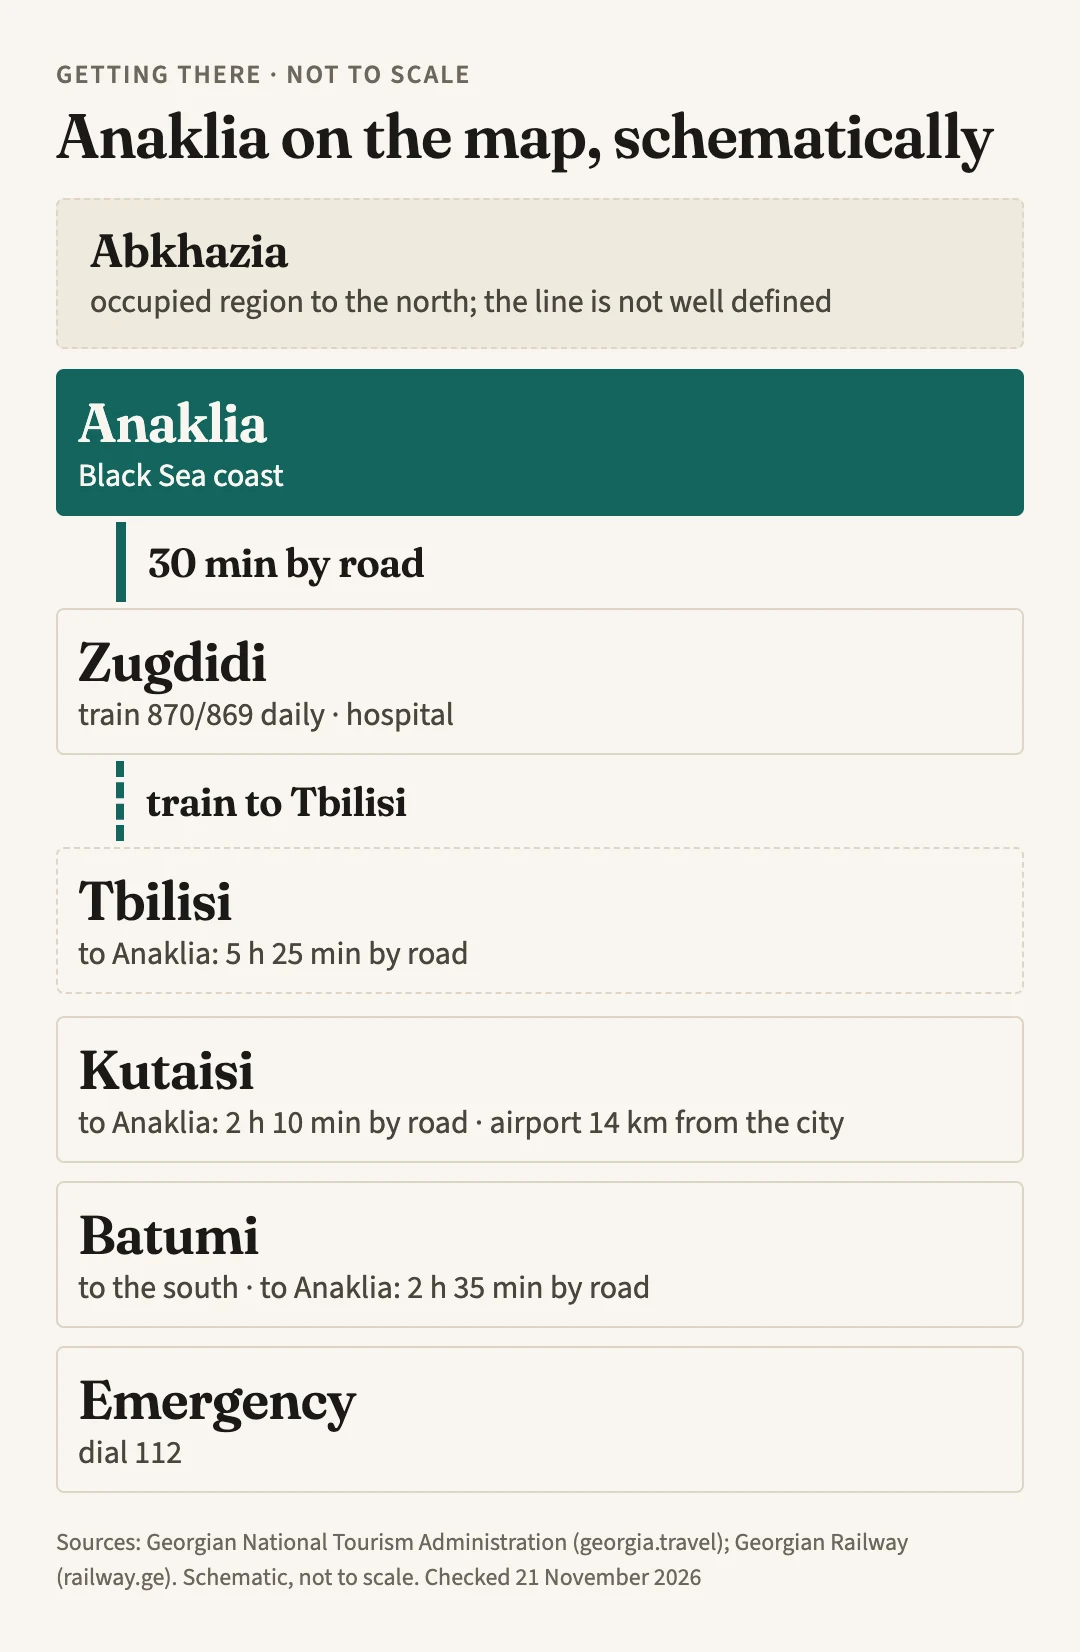 GETTING THERE · NOT TO SCALE
Anaklia on the map, schematically
Abkhazia
occupied region to the north; the line is not well defined
Anaklia
Black Sea coast
30 min by road
Zugdidi
train 870/869 daily · hospital
train to Tbilisi
Tbilisi
to Anaklia: 5 h 25 min by road
Kutaisi
to Anaklia: 2 h 10 min by road · airport 14 km from the city
Batumi
to the south · to Anaklia: 2 h 35 min by road
Emergency
dial 112
Sources: Georgian National Tourism Administration (georgia.travel); Georgian Railway
(railway.ge). Schematic, not to scale. Checked 21 November 2026